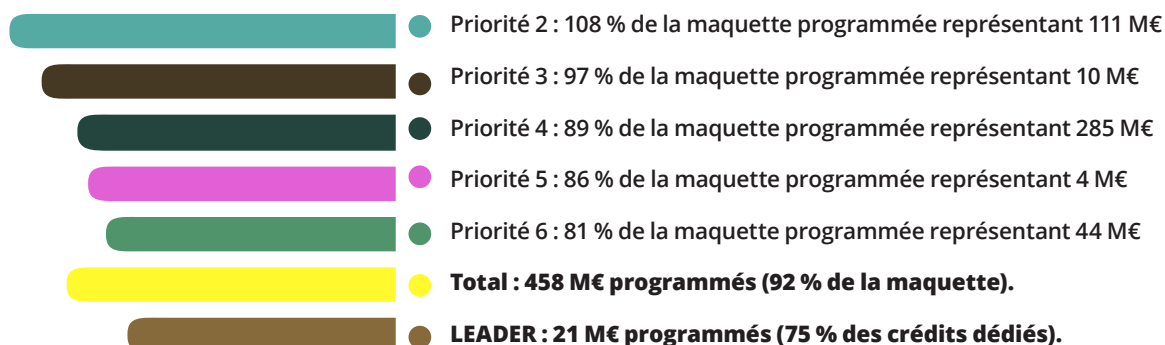 Priorité 2 : 108 % de la maquette programmée représentant 111 M€
Priorité 3 : 97 % de la maquette programmée représentant 10 M€
Priorité 4 : 89 % de la maquette programmée représentant 285 M€
Priorité 5 : 86 % de la maquette programmée représentant 4 M€
Priorité 6 : 81 % de la maquette programmée représentant 44 M€
Total : 458 M€ programmés (92 % de la maquette).
LEADER : 21 M€ programmés (75 % des crédits dédiés).